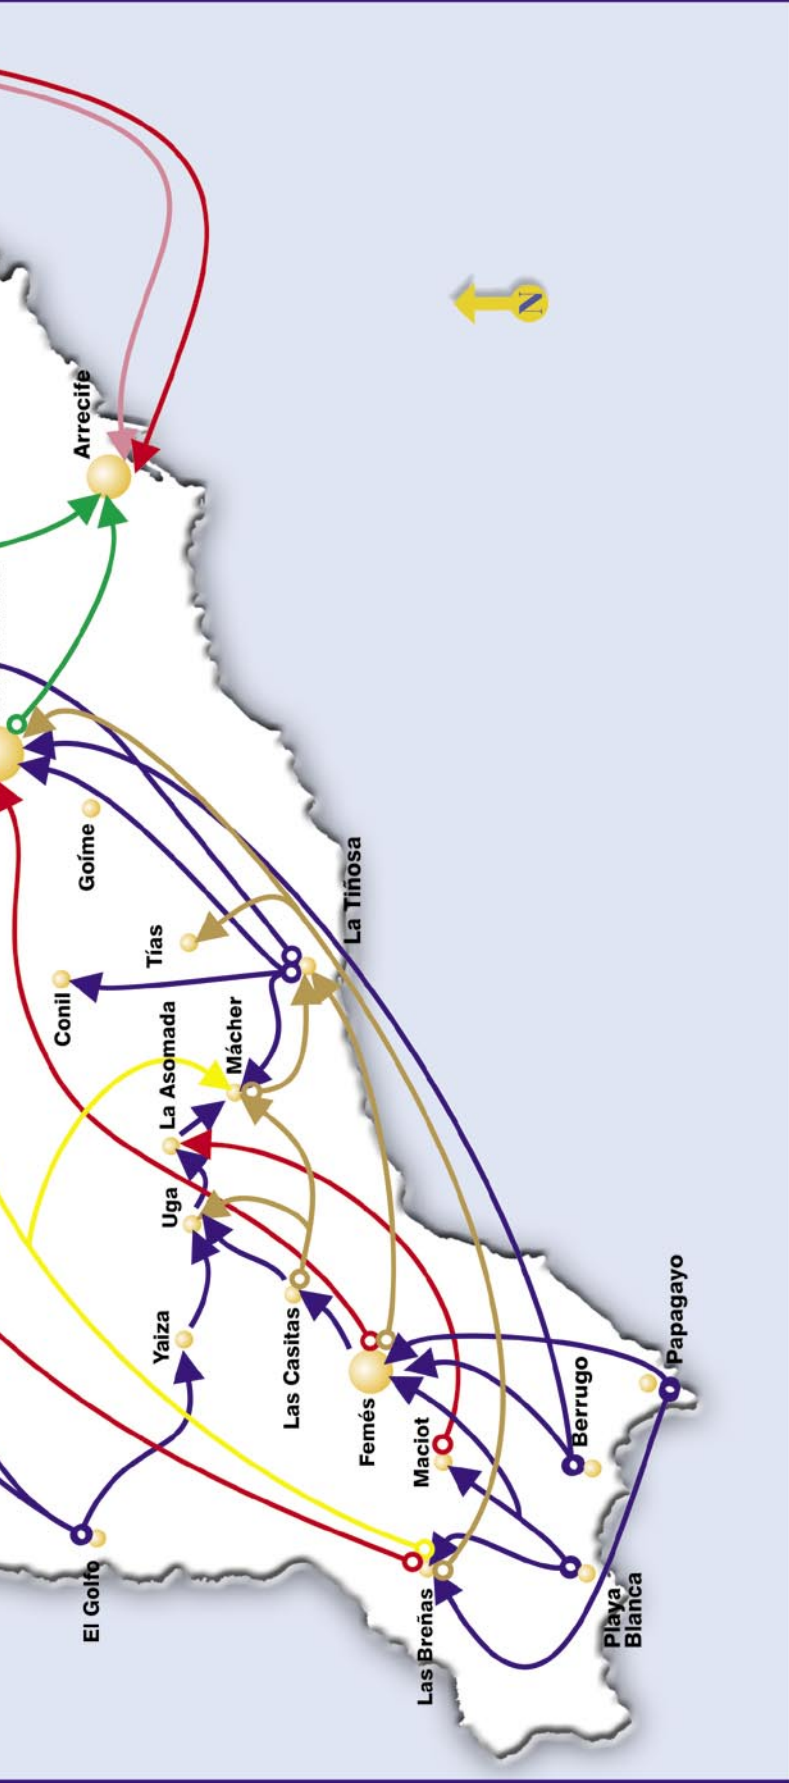 Arrecife
N
Goíme
La Tiñosa
Tías
Conil
Mácher
La Asomada
Uga
Yaiza
Las Casitas
Papagayo
Femés
Berrugo
Maciot
El Golfo
Las Breñas
Playa
Blanca